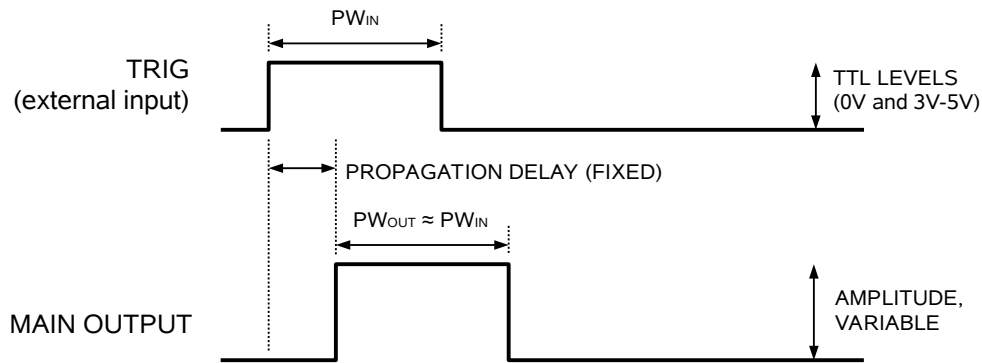 PWIN
TRIG
(external input)
TTL LEVELS
(0V and 3V-5V)
PROPAGATION DELAY (FIXED)
PWOUT ≈ PWIN
MAIN OUTPUT
AMPLITUDE,
VARIABLE